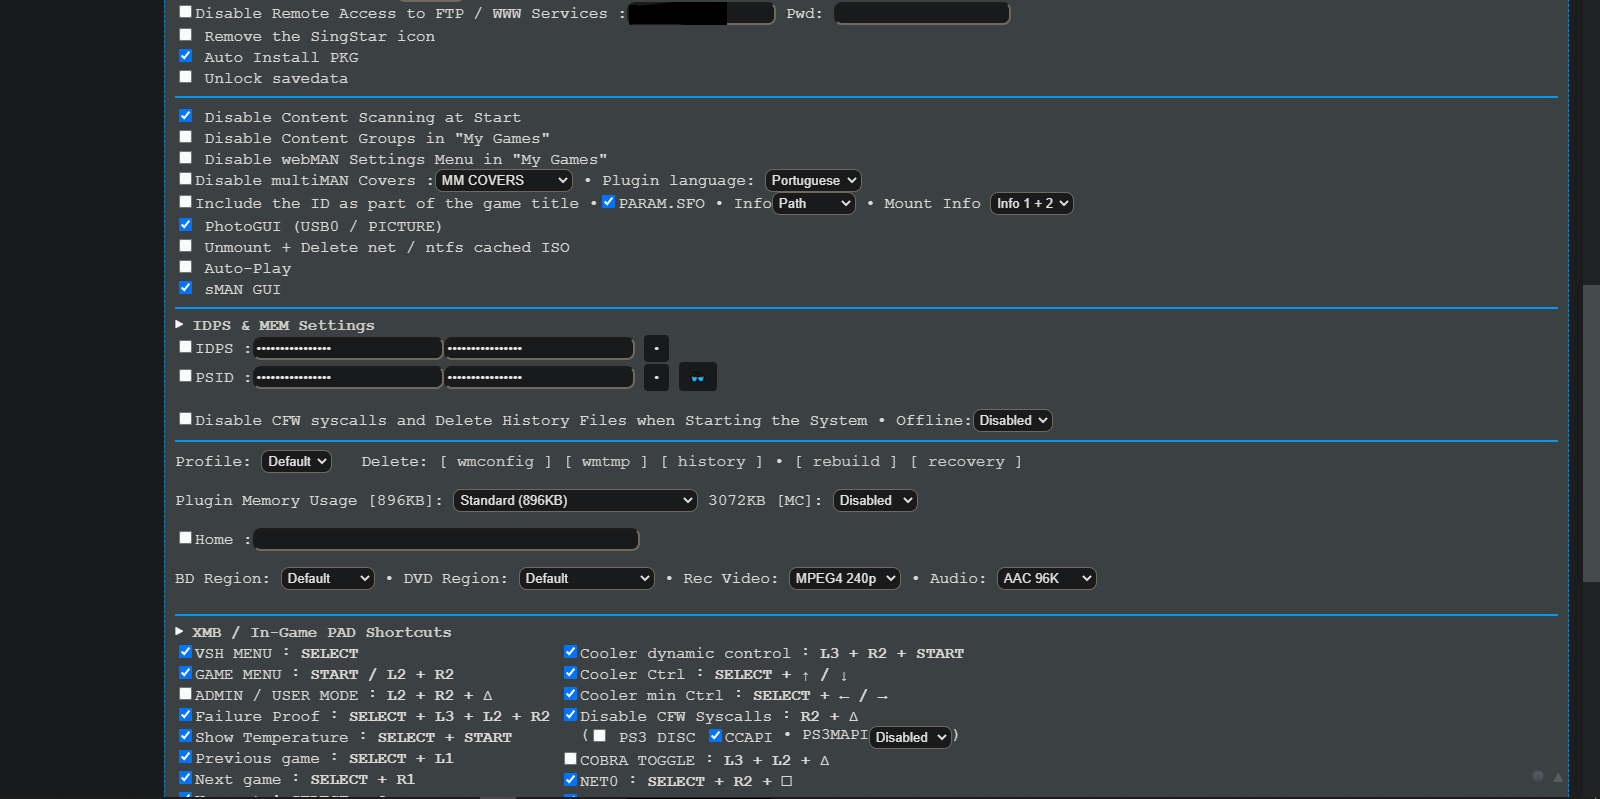 Disable Remote Access to FTP / WWW Services : Pwd:
Remove the SingStar icon
Auto Install PKG
Unlock savedata
Disable Content Scanning at Start
Disable Content Groups in "My Games"
Disable webMAN Settings Menu in "My Games"
Disable multiMAN Covers : MM COVERS • Plugin language: Portuguese
Include the ID as part of the game title • PARAM.SFO • Info Path • Mount Info Info 1 + 2
PhotoGUI (USB0 / PICTURE)
Unmount + Delete net / ntfs cached ISO
Auto-Play
sMAN GUI
IDPS & MEM Settings
IDPS : •••••••••••••••• •••••••••••••••• •
PSID : •••••••••••••••• •••••••••••••••• • 🕶
Disable CFW syscalls and Delete History Files when Starting the System • Offline: Disabled
Profile: Default Delete: [ wmconfig ] [ wmtmp ] [ history ] • [ rebuild ] [ recovery ]
Plugin Memory Usage [896KB]: Standard (896KB) 3072KB [MC]: Disabled
Home :
BD Region: Default • DVD Region: Default • Rec Video: MPEG4 240p • Audio: AAC 96K
XMB / In-Game PAD Shortcuts
VSH MENU : SELECT
GAME MENU : START / L2 + R2
ADMIN / USER MODE : L2 + R2 + Δ
Failure Proof : SELECT + L3 + L2 + R2
Show Temperature : SELECT + START
Previous game : SELECT + L1
Next game : SELECT + R1
Cooler dynamic control : L3 + R2 + START
Cooler Ctrl : SELECT + ↑ / ↓
Cooler min Ctrl : SELECT + ← / →
Disable CFW Syscalls : R2 + Δ
( PS3 DISC CCAPI • PS3MAPI Disabled )
COBRA TOGGLE : L3 + L2 + Δ
NET0 : SELECT + R2 + □